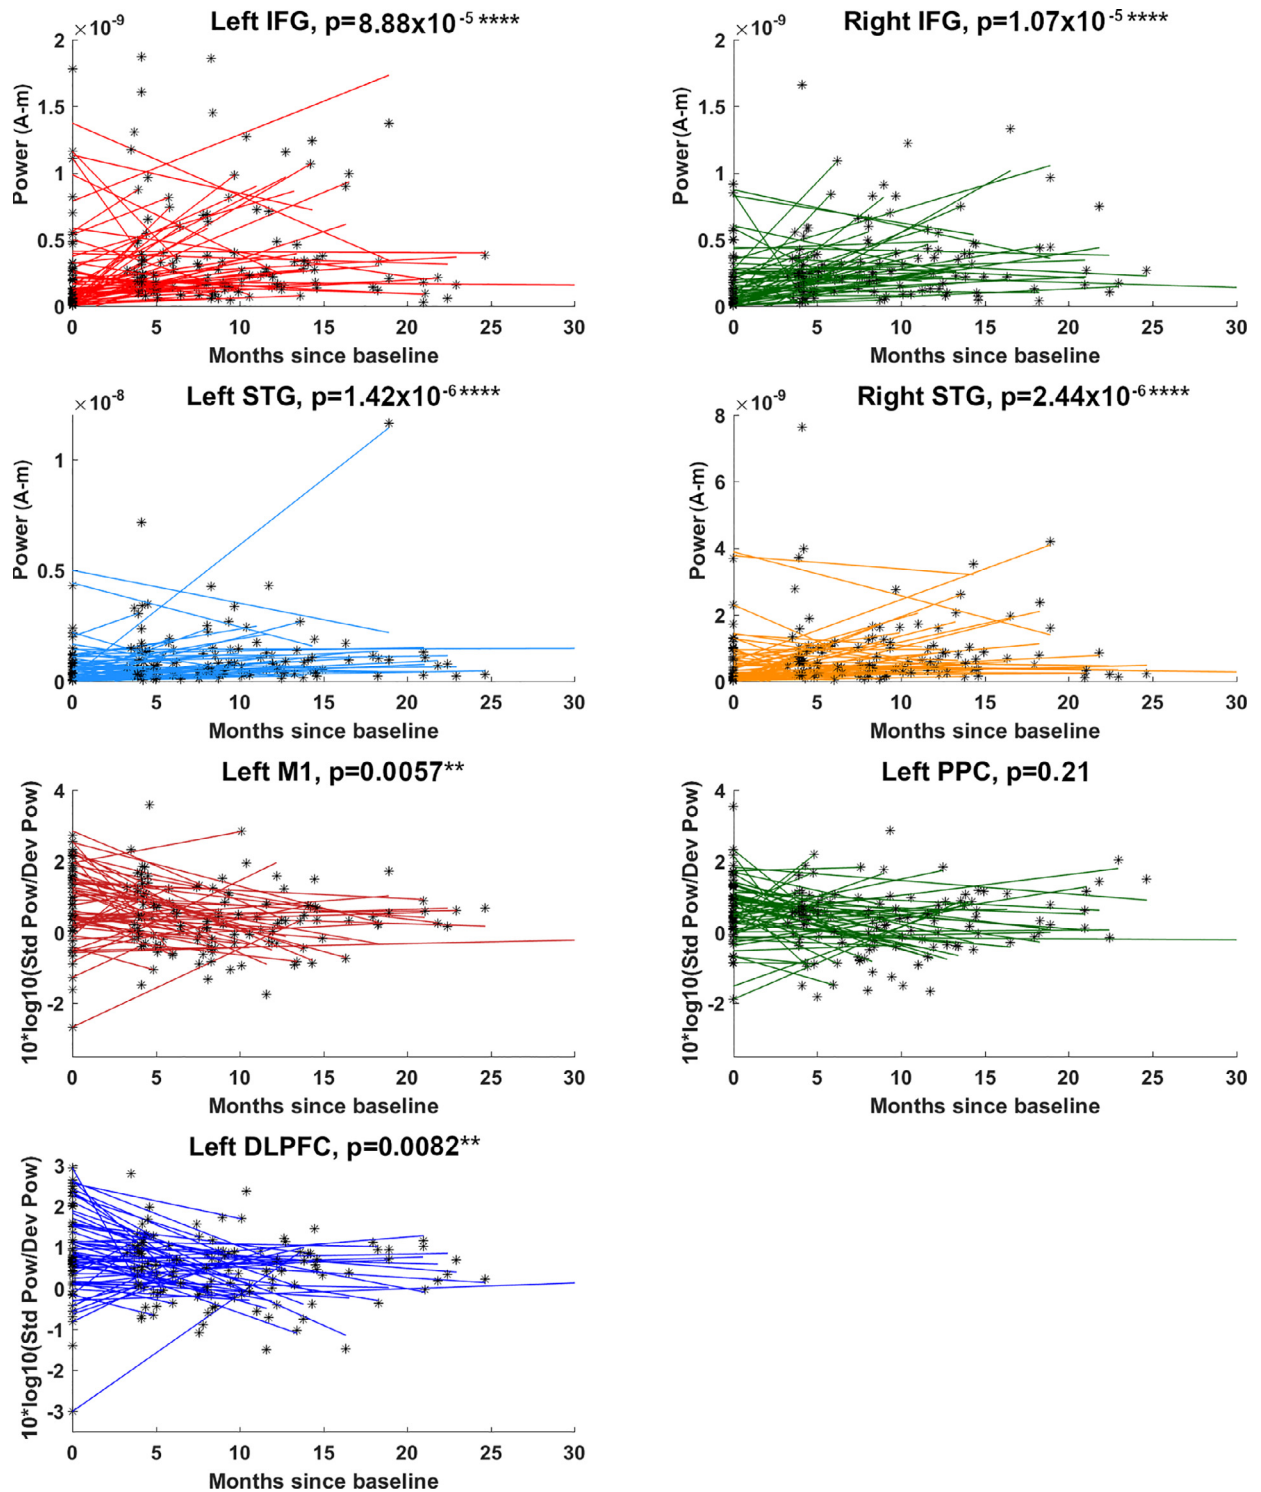 Left IFG, p=8.88x10-5 ****
×10-9
2
1.5
1
0.5
0
Power (A-m)
0 5 10 15 20 25 30
Months since baseline
Right IFG, p=1.07x10-5 ****
×10-9
2
1.5
1
0.5
0
Power (A-m)
0 5 10 15 20 25 30
Months since baseline
Left STG, p=1.42x10-6****
×10-8
1
0.5
0
Power (A-m)
0 5 10 15 20 25 30
Months since baseline
Right STG, p=2.44x10-6****
×10-9
8
6
4
2
0
Power (A-m)
0 5 10 15 20 25 30
Months since baseline
Left M1, p=0.0057**
4
2
0
-2
10*log10(Std Pow/Dev Pow)
0 5 10 15 20 25 30
Months since baseline
Left PPC, p=0.21
4
2
0
-2
10*log10(Std Pow/Dev Pow)
0 5 10 15 20 25 30
Months since baseline
Left DLPFC, p=0.0082**
3
2
1
0
-1
-2
-3
10*log10(Std Pow/Dev Pow)
0 5 10 15 20 25 30
Months since baseline